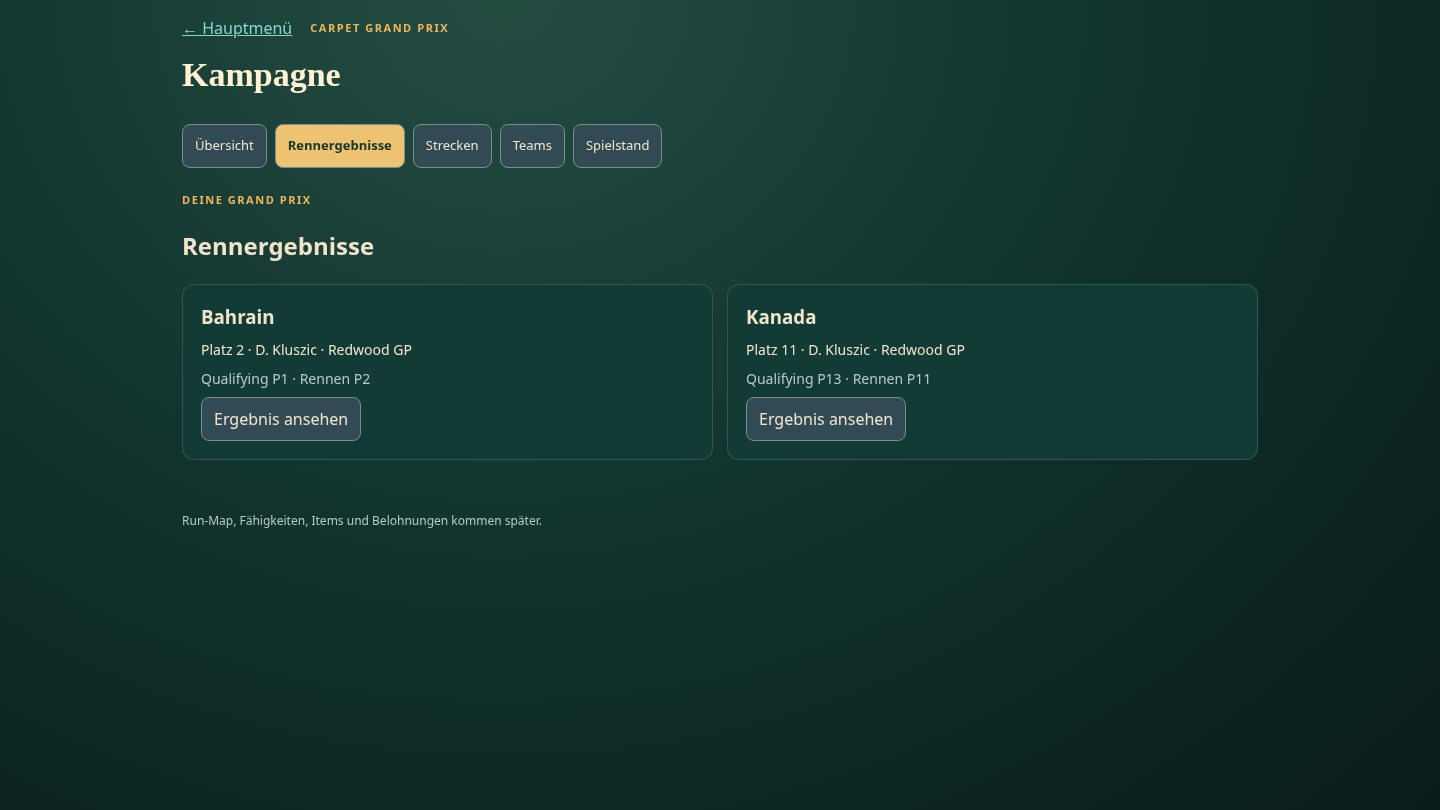 ← Hauptmenü CARPET GRAND PRIX
Kampagne
Übersicht Rennergebnisse Strecken Teams Spielstand
DEINE GRAND PRIX
Rennergebnisse
Bahrain
Platz 2 · D. Kluszic · Redwood GP
Qualifying P1 · Rennen P2
Ergebnis ansehen
Kanada
Platz 11 · D. Kluszic · Redwood GP
Qualifying P13 · Rennen P11
Ergebnis ansehen
Run-Map, Fähigkeiten, Items und Belohnungen kommen später.